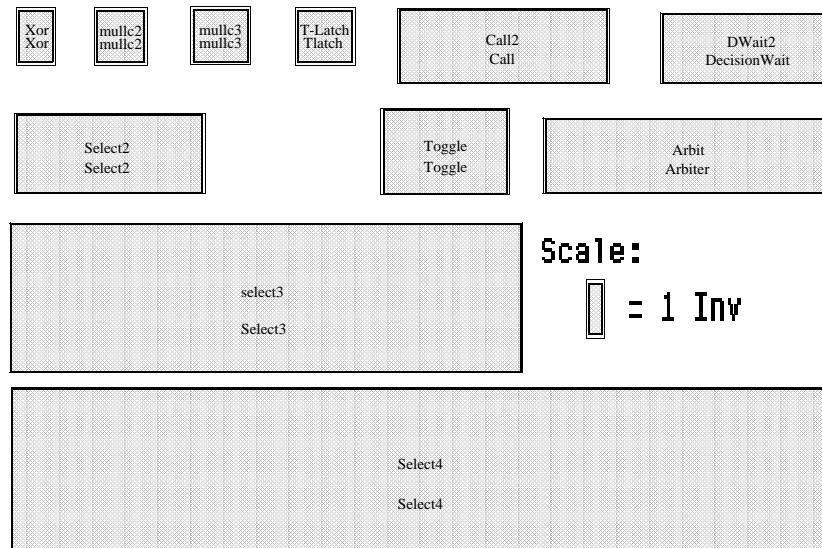 Xor
Xor
mullc2
mullc2
mullc3
mullc3
T-Latch
Tlatch
Call2
Call
DWait2
DecisionWait
Select2
Select2
Toggle
Toggle
Arbit
Arbiter
select3
Select3
Scale:
= 1 Inv
Select4
Select4